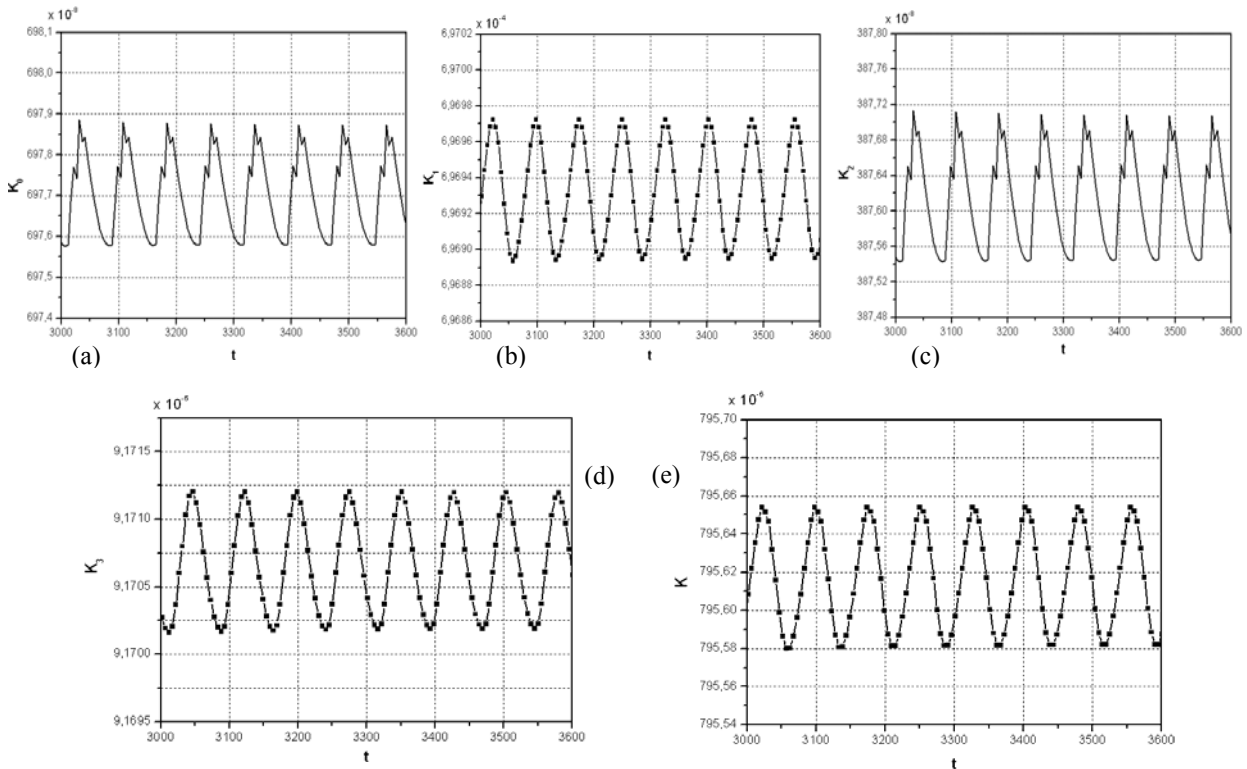 x 10⁻⁸
698,1
698,0
697,9
697,8
697,7
697,6
697,5
697,4
K₀
3000 3100 3200 3300 3400 3500 3600
t
(a)
x 10⁻⁴
6,9702
6,9700
6,9698
6,9696
6,9694
6,9692
6,9690
6,9688
6,9686
K₁
3000 3100 3200 3300 3400 3500 3600
t
(b)
x 10⁻⁸
387,80
387,76
387,72
387,68
387,64
387,60
387,56
387,52
387,48
K₂
3000 3100 3200 3300 3400 3500 3600
t
(c)
x 10⁻⁶
9,1715
9,1710
9,1705
9,1700
9,1695
K₃
3000 3100 3200 3300 3400 3500 3600
t
(d)
(e)
x 10⁻⁶
795,70
795,68
795,66
795,64
795,62
795,60
795,58
795,56
795,54
K
3000 3100 3200 3300 3400 3500 3600
t